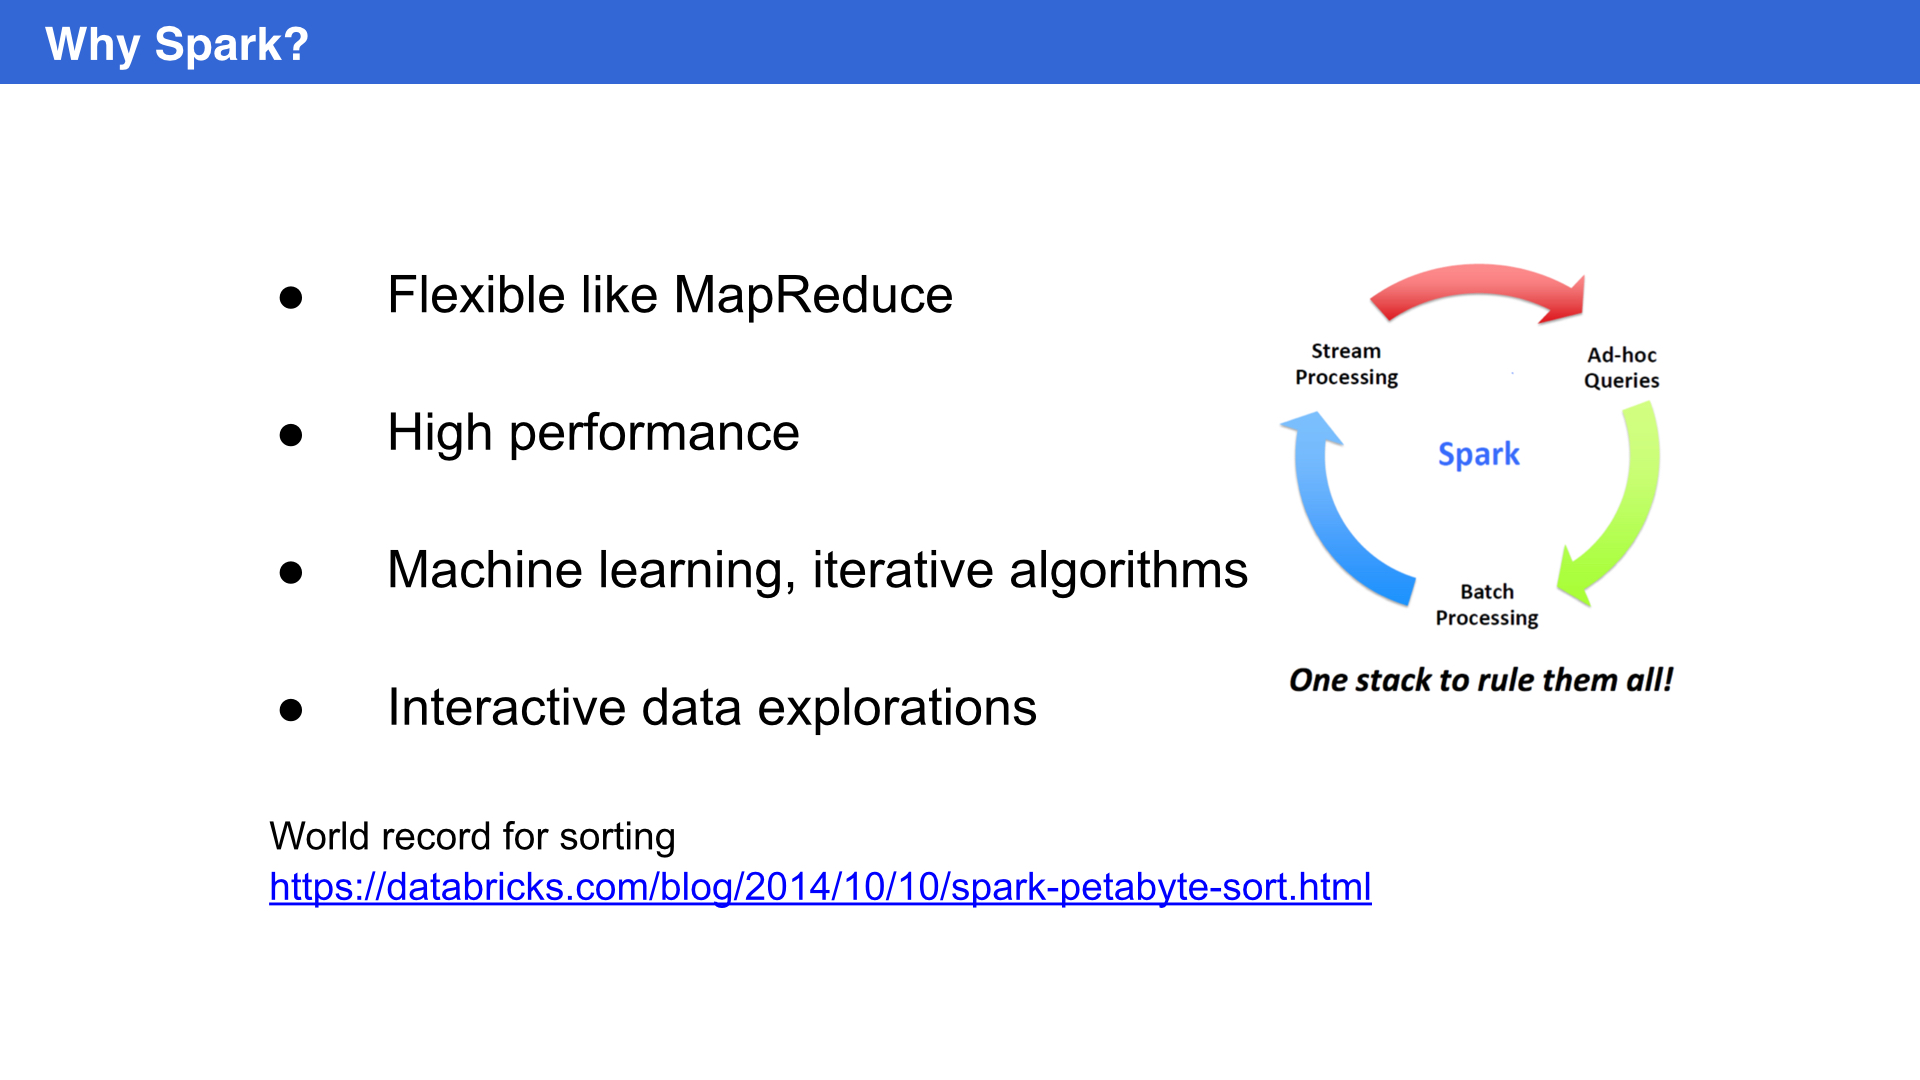 Why Spark?
● Flexible like MapReduce
● High performance
● Machine learning, iterative algorithms
● Interactive data explorations
World record for sorting
https://databricks.com/blog/2014/10/10/spark-petabyte-sort.html
Stream
Processing
Ad-hoc
Queries
Spark
Batch
Processing
One stack to rule them all!